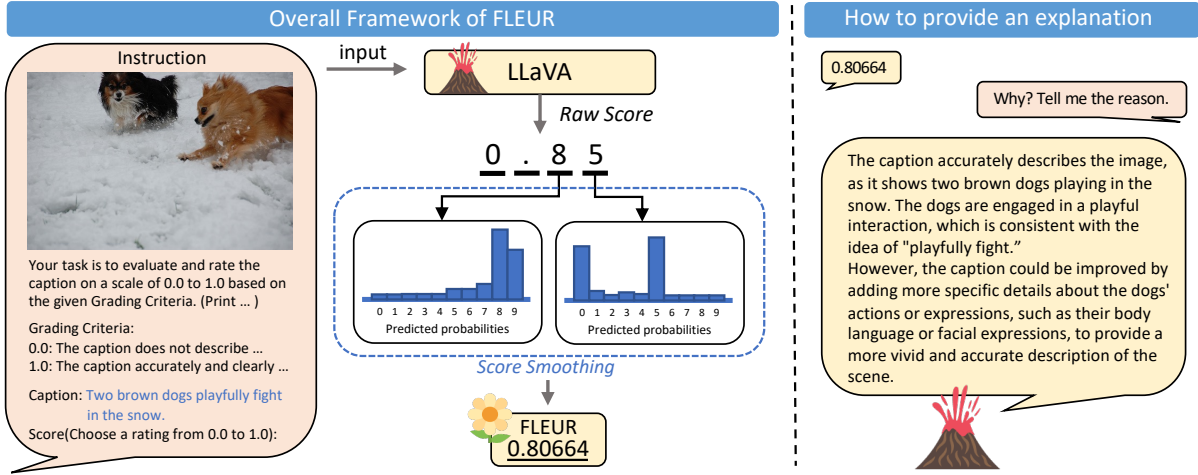 Overall Framework of FLEUR
Instruction
Your task is to evaluate and rate the
caption on a scale of 0.0 to 1.0 based on
the given Grading Criteria. (Print … )
Grading Criteria:
0.0: The caption does not describe …
1.0: The caption accurately and clearly …
Caption: Two brown dogs playfully fight
in the snow.
Score(Choose a rating from 0.0 to 1.0):
input
LLaVA
Raw Score
0 . 8 5
0 1 2 3 4 5 6 7 8 9
Predicted probabilities
0 1 2 3 4 5 6 7 8 9
Predicted probabilities
Score Smoothing
FLEUR
0.80664
How to provide an explanation
0.80664
Why? Tell me the reason.
The caption accurately describes the image,
as it shows two brown dogs playing in the
snow. The dogs are engaged in a playful
interaction, which is consistent with the
idea of "playfully fight.”
However, the caption could be improved by
adding more specific details about the dogs'
actions or expressions, such as their body
language or facial expressions, to provide a
more vivid and accurate description of the
scene.